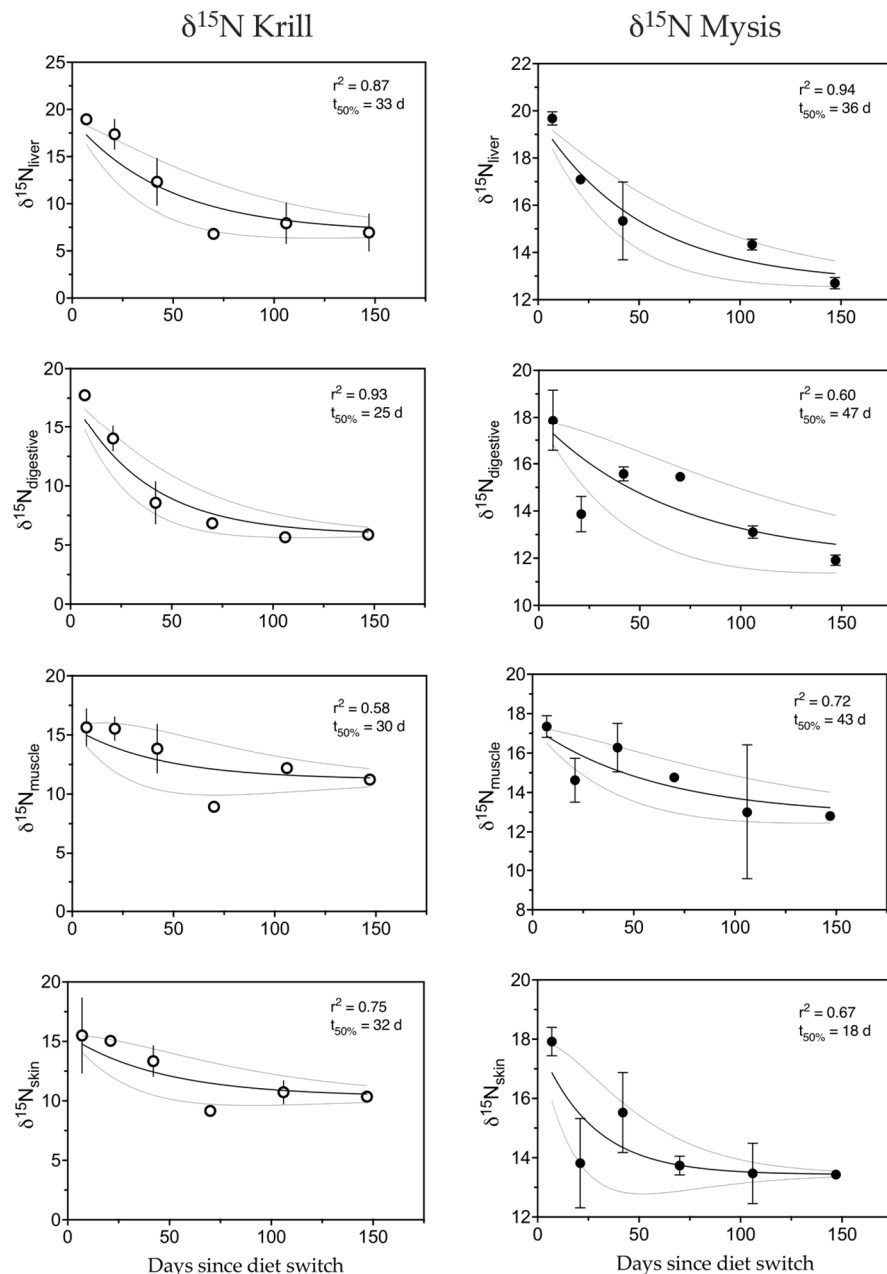 δ¹⁵N Krill
δ¹⁵N Mysis
25
20
15
10
5
0
δ¹⁵Nliver
r² = 0.87
t50% = 33 d
0 50 100 150
22
20
18
16
14
12
δ¹⁵Nliver
r² = 0.94
t50% = 36 d
0 50 100 150
20
15
10
5
0
δ¹⁵Ndigestive
r² = 0.93
t50% = 25 d
0 50 100 150
20
18
16
14
12
10
δ¹⁵Ndigestive
r² = 0.60
t50% = 47 d
0 50 100 150
20
15
10
5
0
δ¹⁵Nmuscle
r² = 0.58
t50% = 30 d
0 50 100 150
18
16
14
12
10
8
δ¹⁵Nmuscle
r² = 0.72
t50% = 43 d
0 50 100 150
20
15
10
5
0
δ¹⁵Nskin
r² = 0.75
t50% = 32 d
0 50 100 150
Days since diet switch
18
16
14
12
δ¹⁵Nskin
r² = 0.67
t50% = 18 d
0 50 100 150
Days since diet switch